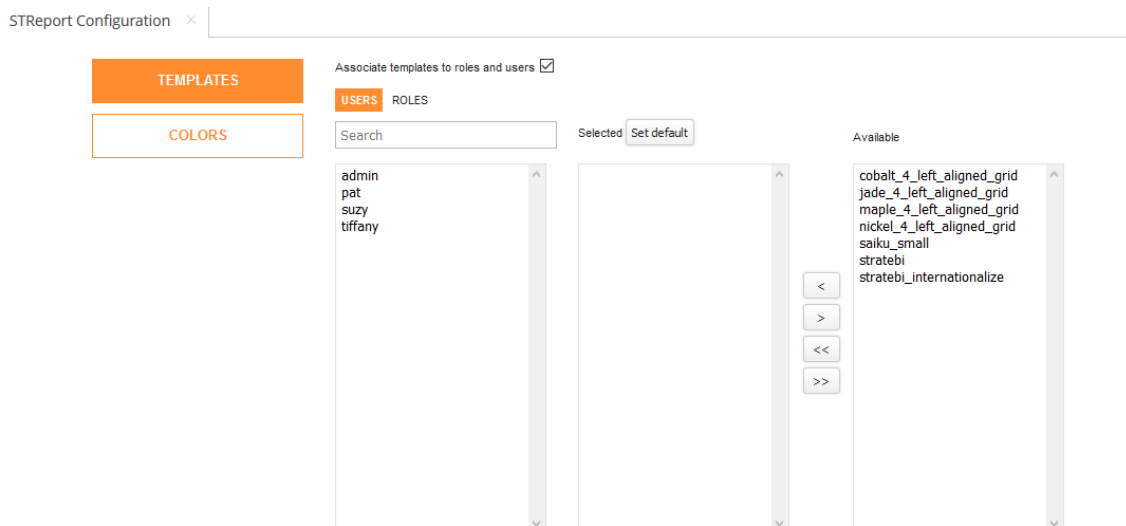 STReport Configuration ×
TEMPLATES
COLORS
Associate templates to roles and users
USERS ROLES
Search
Selected Set default
Available
admin
pat
suzy
tiffany
cobalt_4_left_aligned_grid
jade_4_left_aligned_grid
maple_4_left_aligned_grid
nickel_4_left_aligned_grid
saiku_small
stratebi
stratebi_internationalize
<
>
<<
>>